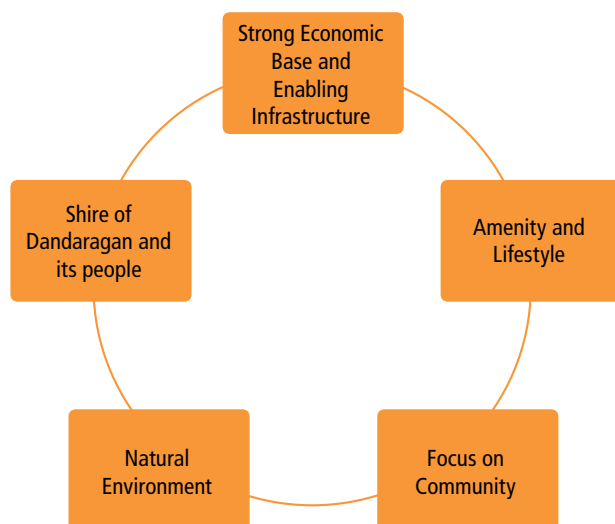 Strong Economic
Base and
Enabling
Infrastructure
Amenity and
Lifestyle
Focus on
Community
Natural
Environment
Shire of
Dandaragan and
its people